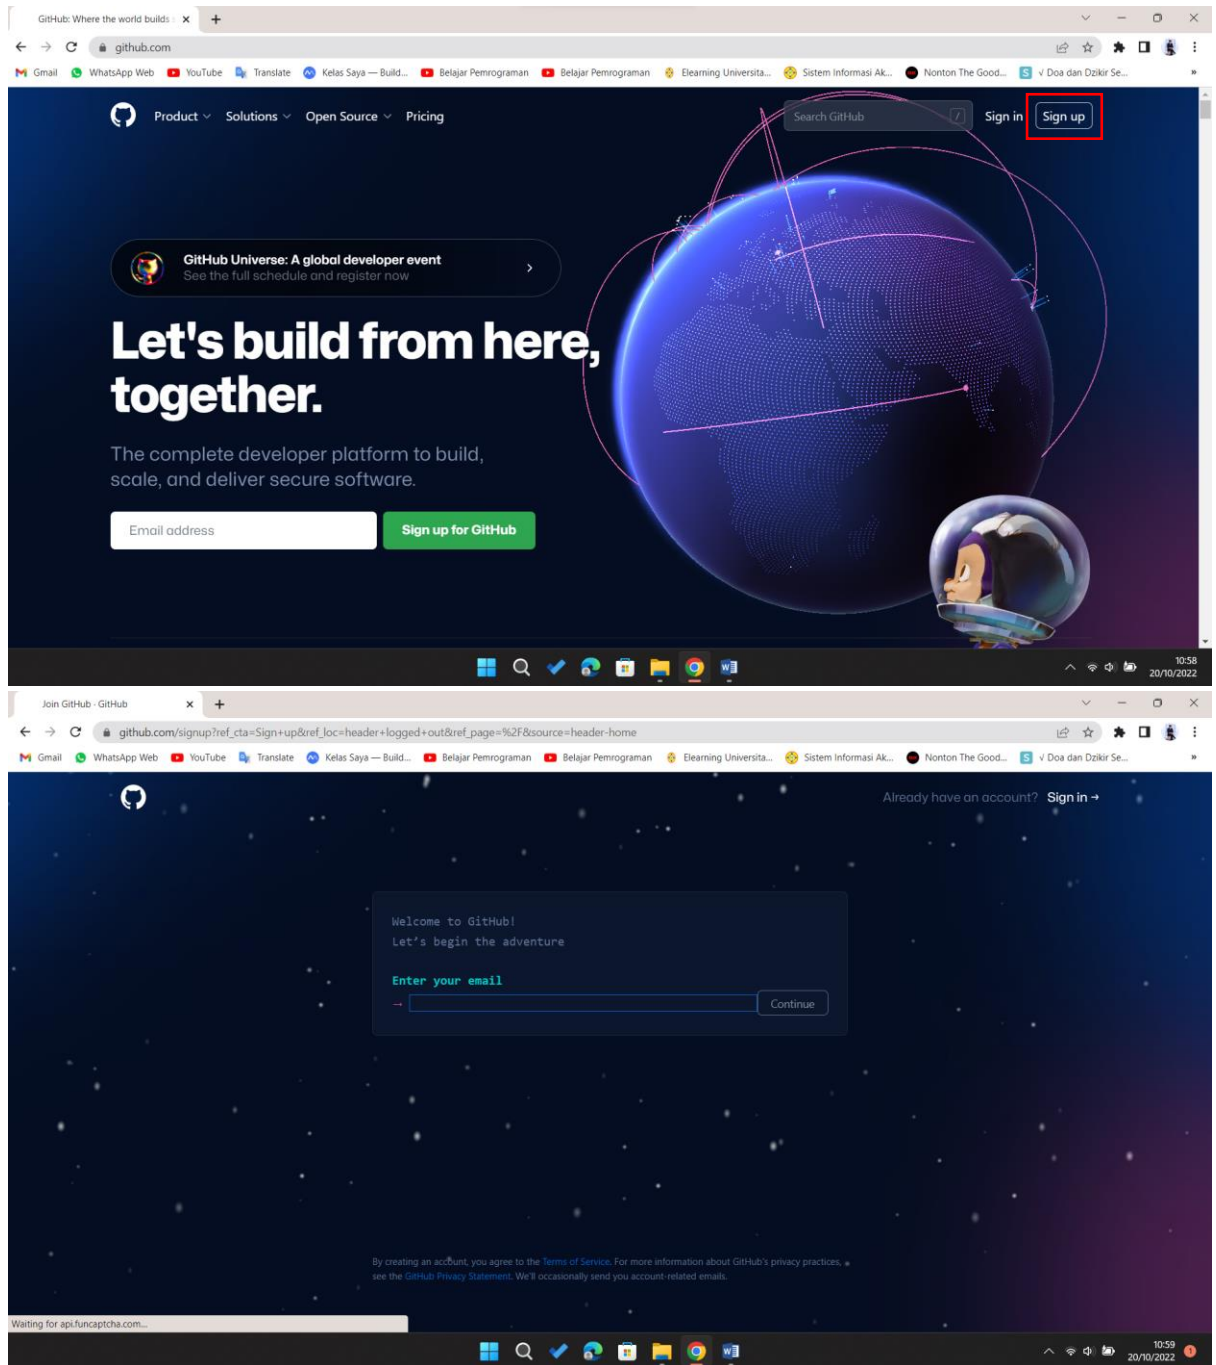 GitHub: Where the world builds s
github.com
Gmail WhatsApp Web YouTube Translate Kelas Saya — Build... Belajar Pemrograman Belajar Pemrograman Elearning Universita... Sistem Informasi Ak... Nonton The Good... √ Doa dan Dzikir Se... »
Product Solutions Open Source Pricing Search GitHub / Sign in Sign up
GitHub Universe: A global developer event
See the full schedule and register now
Let's build from here,
together.
The complete developer platform to build,
scale, and deliver secure software.
Email address Sign up for GitHub
10:58
20/10/2022
Join GitHub · GitHub
github.com/signup?ref_cta=Sign+up&ref_loc=header+logged+out&ref_page=%2F&source=header-home
Gmail WhatsApp Web YouTube Translate Kelas Saya — Build... Belajar Pemrograman Belajar Pemrograman Elearning Universita... Sistem Informasi Ak... Nonton The Good... √ Doa dan Dzikir Se... »
Already have an account? Sign in →
Welcome to GitHub!
Let's begin the adventure
Enter your email
→ Continue
By creating an account, you agree to the Terms of Service. For more information about GitHub's privacy practices,
see the GitHub Privacy Statement. We'll occasionally send you account-related emails.
Waiting for api.funcaptcha.com...
10:59
20/10/2022 1